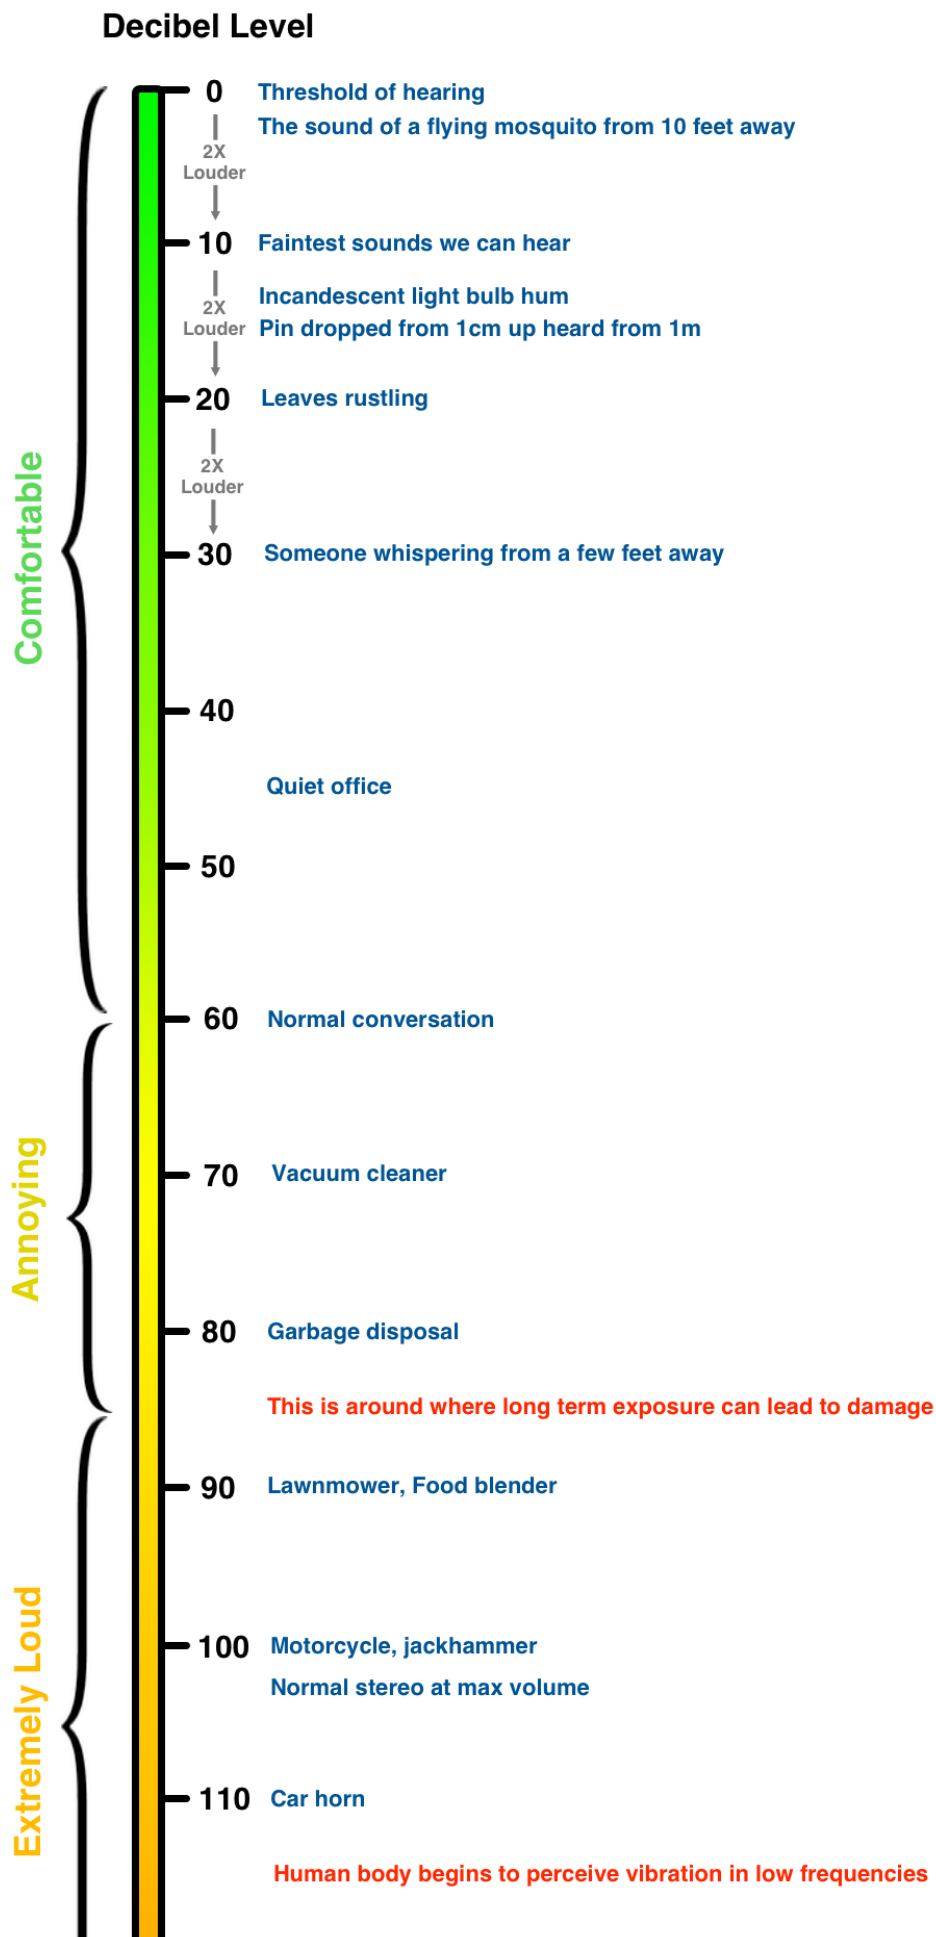 Decibel Level
0 Threshold of hearing
The sound of a flying mosquito from 10 feet away
2X
Louder
10 Faintest sounds we can hear
Incandescent light bulb hum
2X
Louder Pin dropped from 1cm up heard from 1m
20 Leaves rustling
2X
Louder
30 Someone whispering from a few feet away
Comfortable
40
Quiet office
50
60 Normal conversation
70 Vacuum cleaner
Annoying
80 Garbage disposal
This is around where long term exposure can lead to damage
90 Lawnmower, Food blender
100 Motorcycle, jackhammer
Normal stereo at max volume
Extremely Loud
110 Car horn
Human body begins to perceive vibration in low frequencies